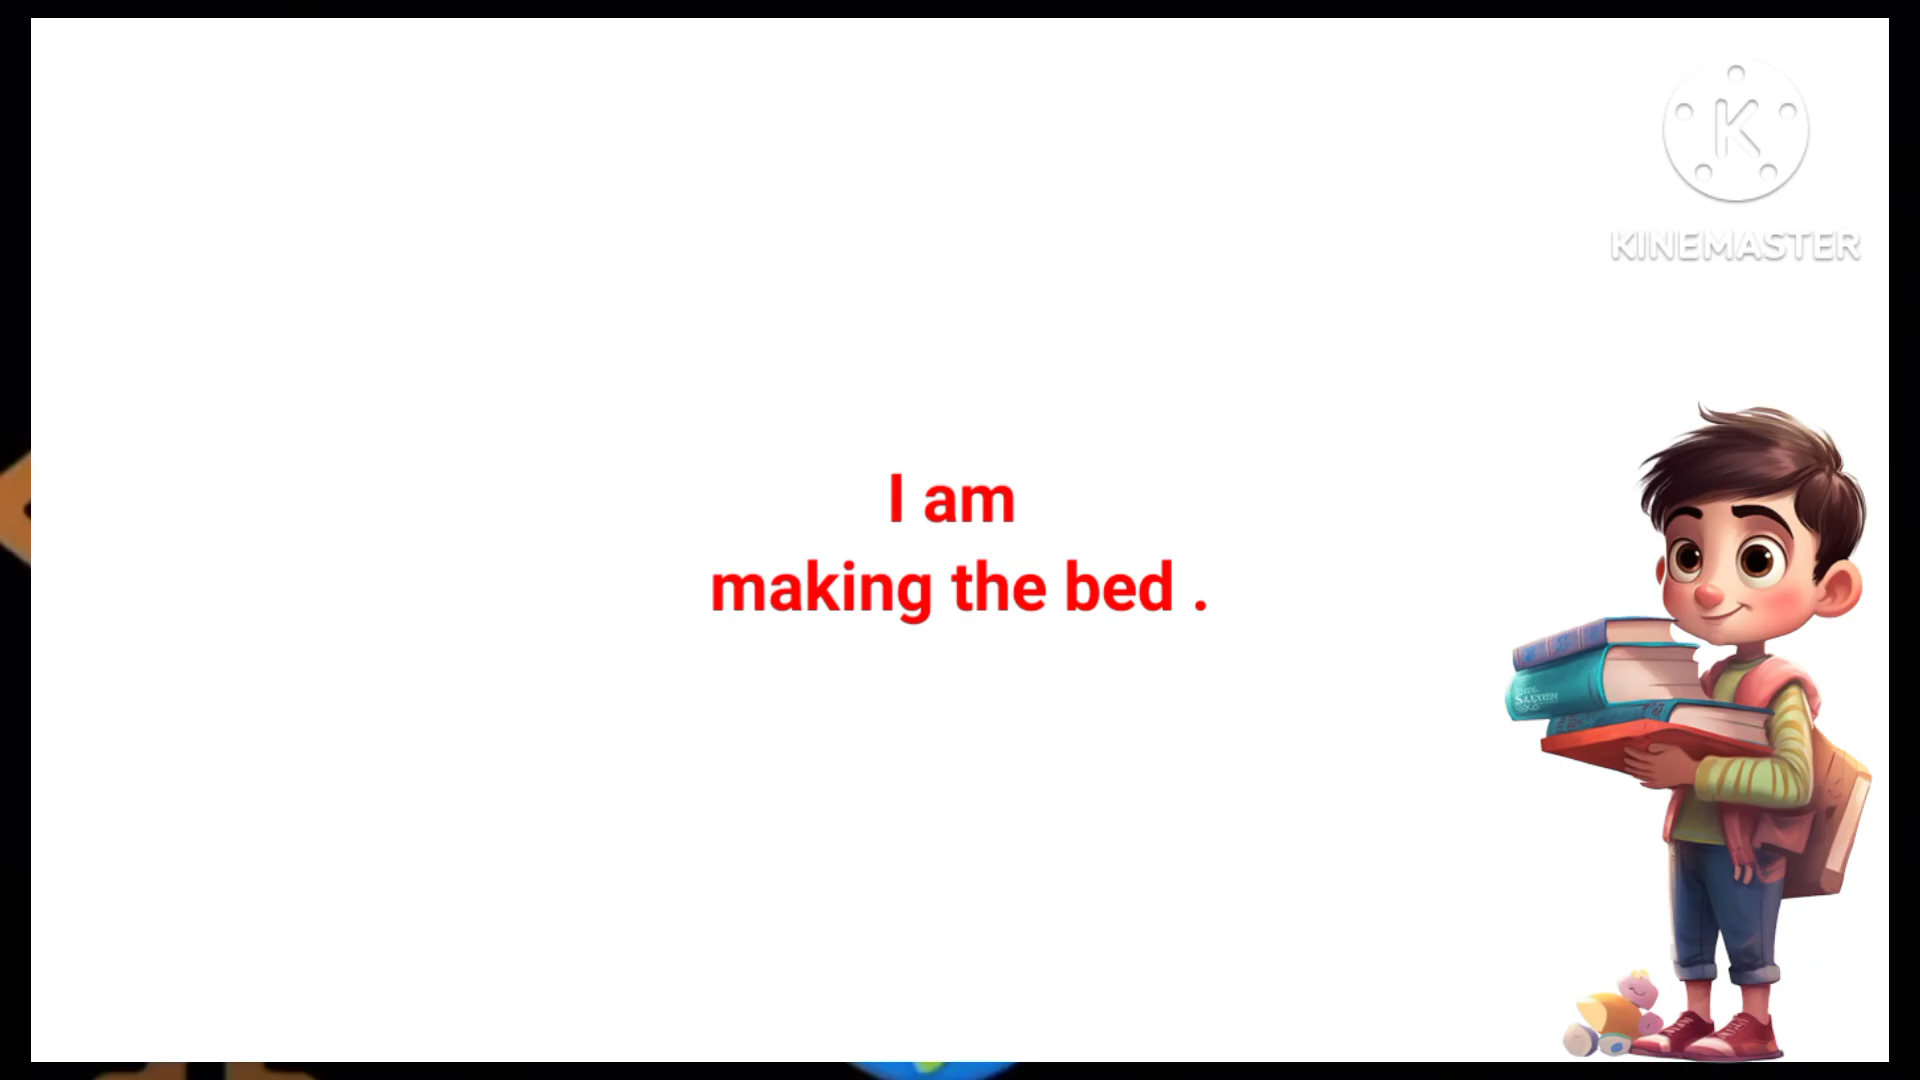 K
KINEMASTER
I am
making the bed .